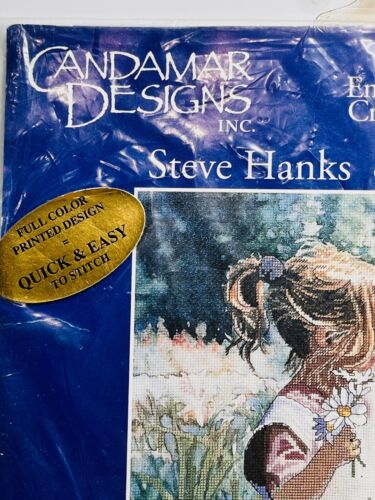 CANDAMAR
DESIGNS
INC.
Steve Hanks
FULL COLOR
PRINTED DESIGN
=
QUICK & EASY
TO STITCH